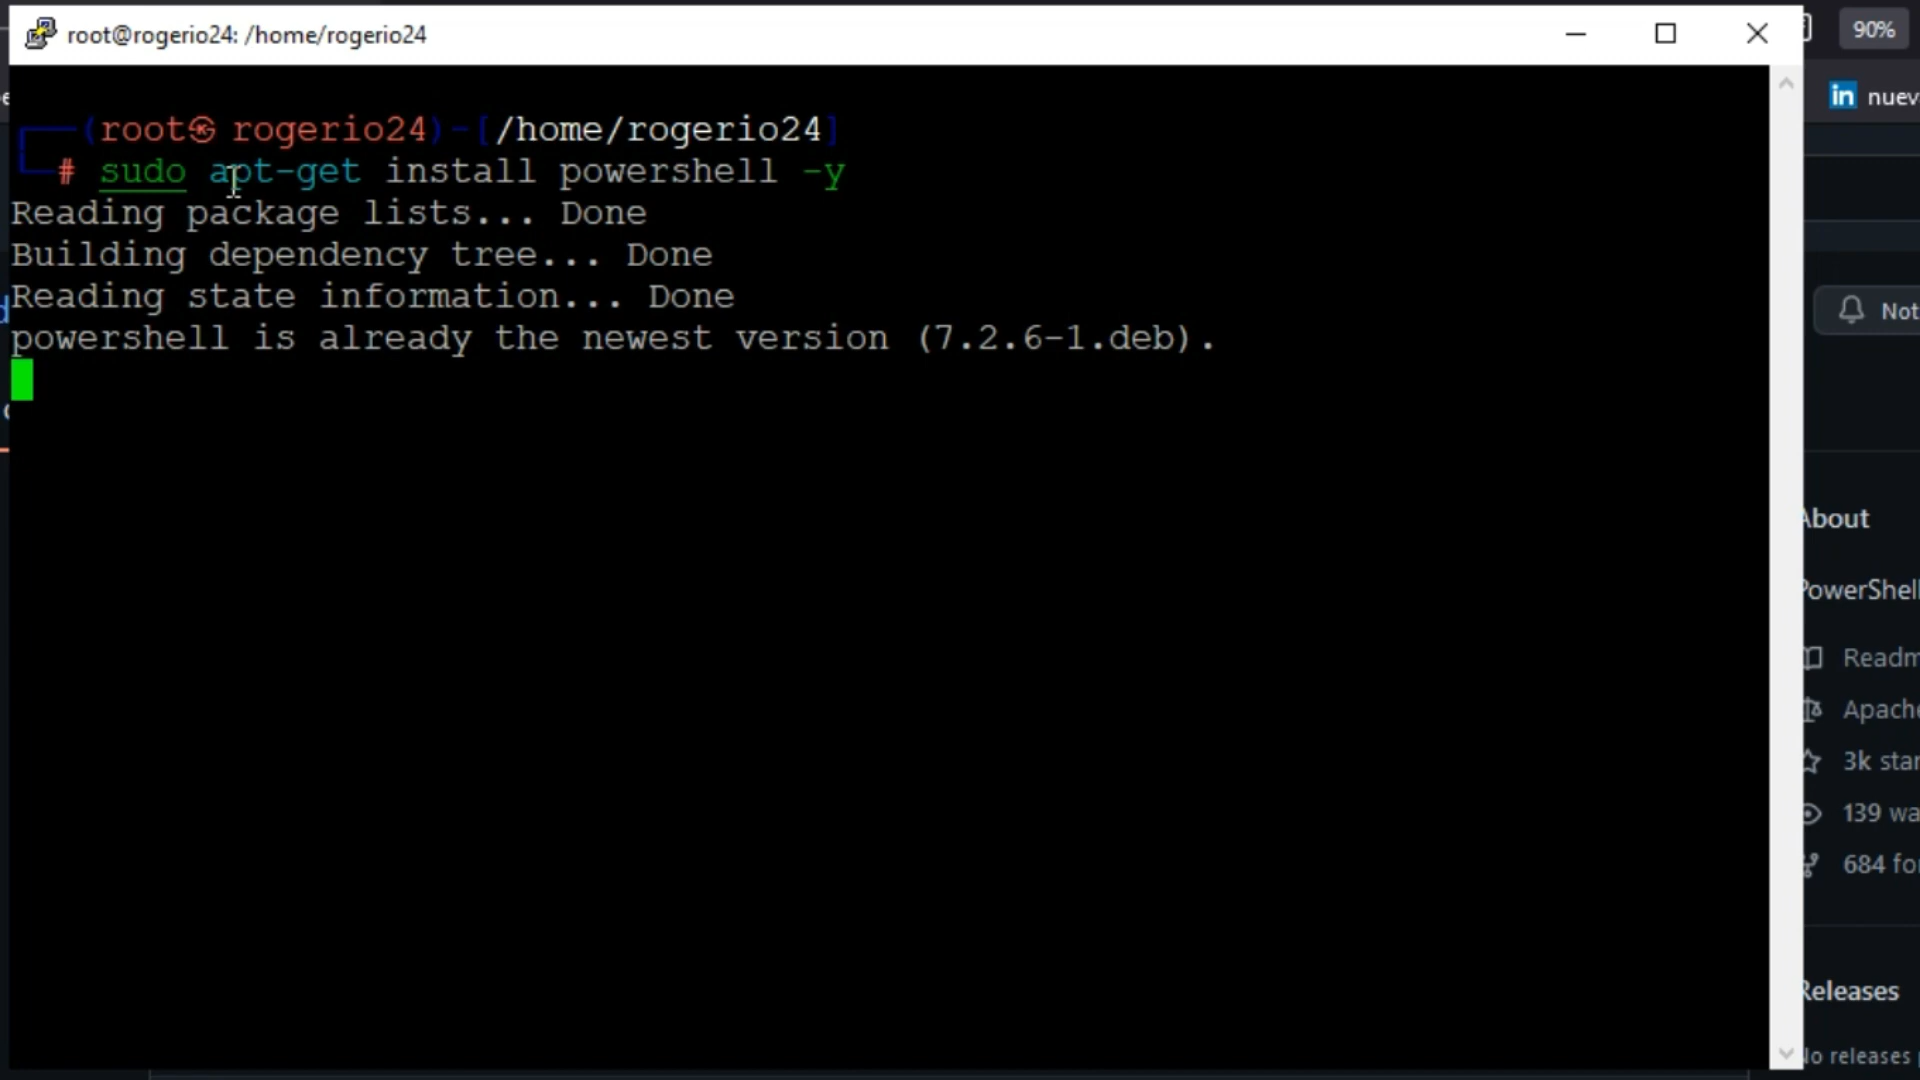 root@rogerio24: /home/rogerio24
90%
nuev
(root㉿ rogerio24)-[/home/rogerio24]
# sudo apt-get install powershell -y
Reading package lists... Done
Building dependency tree... Done
Reading state information... Done
powershell is already the newest version (7.2.6-1.deb).
Not
About
PowerShell
Readm
Apache
3k star
139 wa
684 fo
Releases
No releases